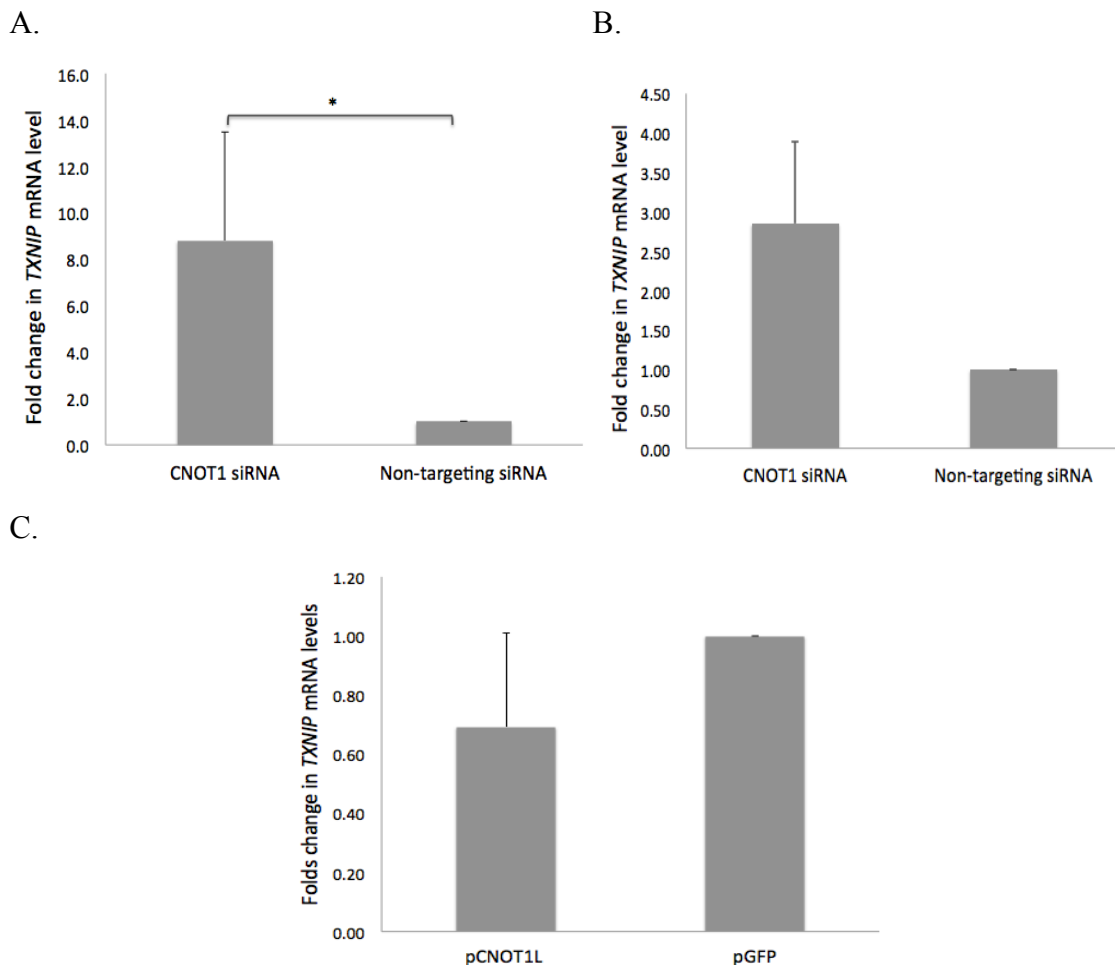 A.
Fold change in TXNIP mRNA level
16.0
14.0
12.0
10.0
8.0
6.0
4.0
2.0
0.0
*
CNOT1 siRNA
Non-targeting siRNA
B.
Fold change in TXNIP mRNA level
4.50
4.00
3.50
3.00
2.50
2.00
1.50
1.00
0.50
0.00
CNOT1 siRNA
Non-targeting siRNA
C.
Folds change in TXNIP mRNA levels
1.20
1.00
0.80
0.60
0.40
0.20
0.00
pCNOT1L
pGFP